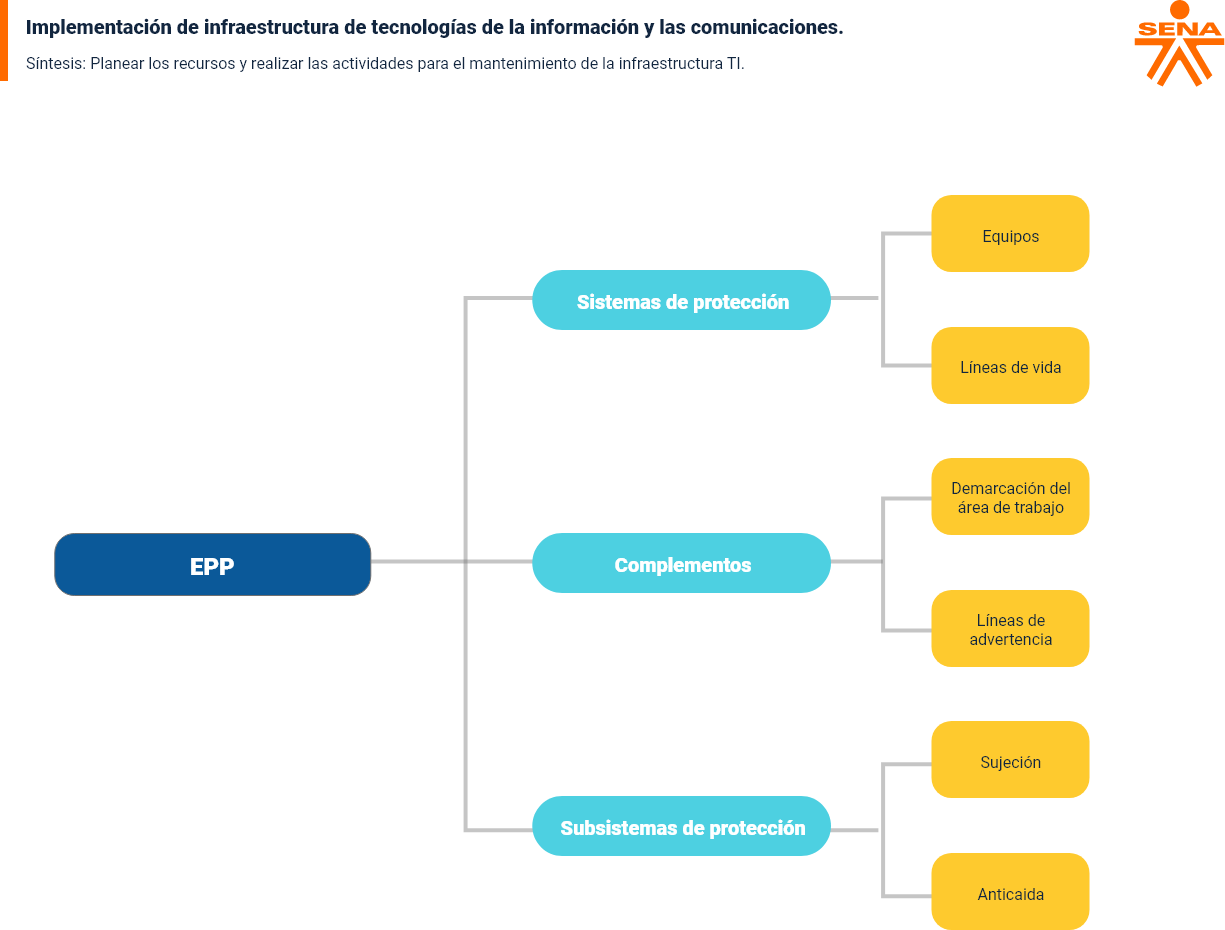 Implementación de infraestructura de tecnologías de la información y las comunicaciones.
Síntesis: Planear los recursos y realizar las actividades para el mantenimiento de la infraestructura TI.
SENA
EPP
Sistemas de protección
Equipos
Líneas de vida
Complementos
Demarcación del
área de trabajo
Líneas de
advertencia
Subsistemas de protección
Sujeción
Anticaida